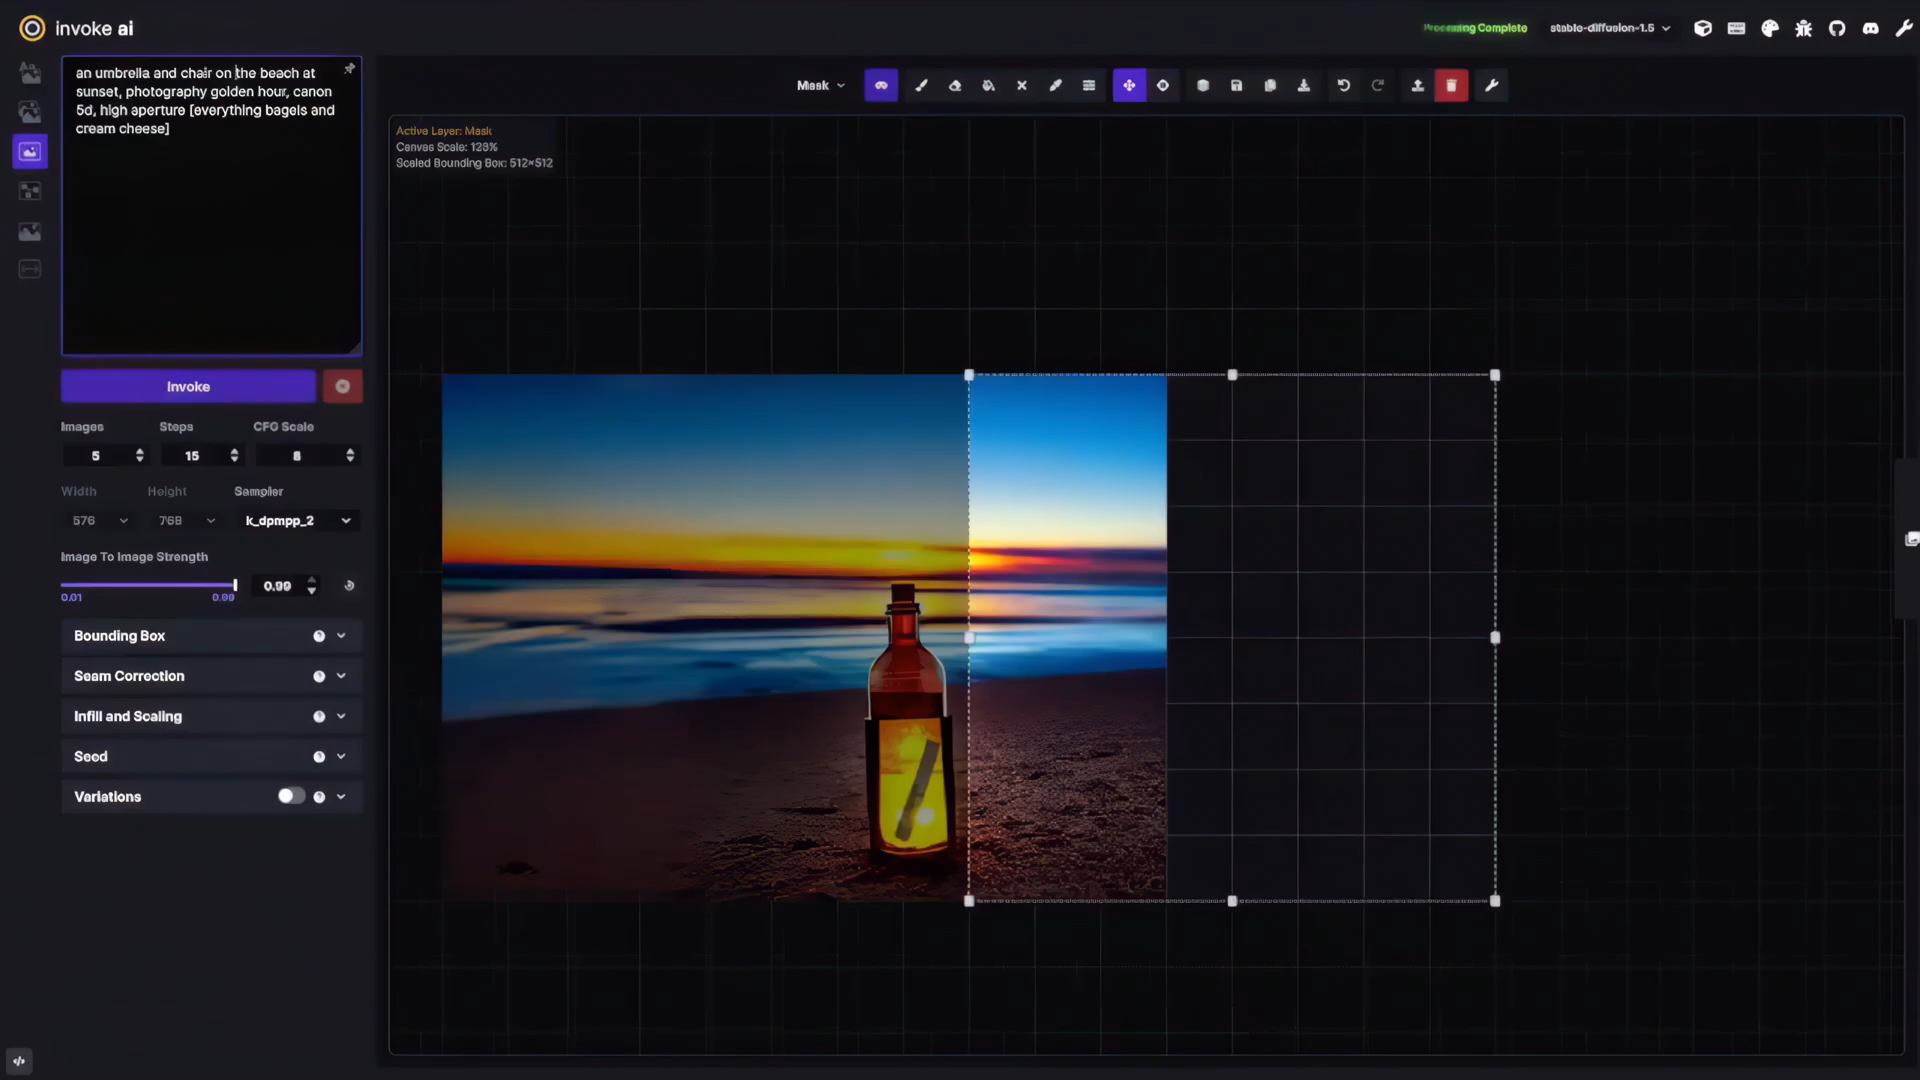 invoke ai
Processing Complete
stable-diffusion-1.5
an umbrella and chair on the beach at
sunset, photography golden hour, canon
5d, high aperture [everything bagels and
cream cheese]
Mask
Active Layer: Mask
Canvas Scale: 128%
Scaled Bounding Box: 512×512
Invoke
Images
Steps
CFG Scale
5
15
8
Width
Height
Sampler
576
768
k_dpmpp_2
Image To Image Strength
0.99
0.01
0.99
Bounding Box
Seam Correction
Infill and Scaling
Seed
Variations